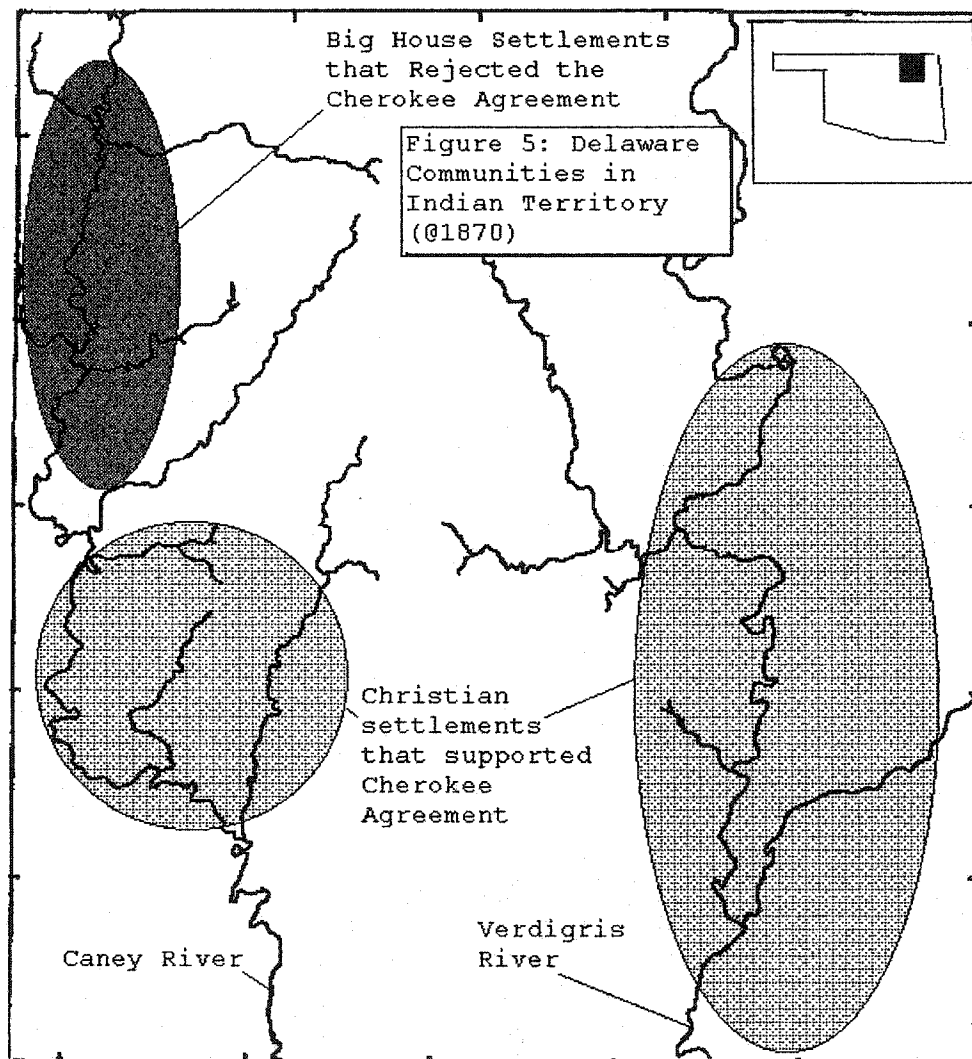 Big House Settlements
that Rejected the
Cherokee Agreement
Figure 5: Delaware
Communities in
Indian Territory
(@1870)
Christian
settlements
that supported
Cherokee
Agreement
Verdigris
River
Caney River